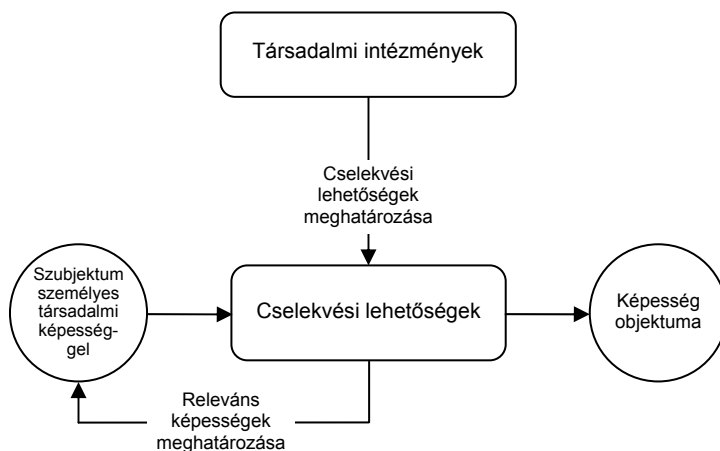 Társadalmi intézmények
Cselekvési
lehetőségek
meghatározása
Szubjektum
személyes
társadalmi
képesség-
gel
Cselekvési lehetőségek
Képesség
objektuma
Releváns
képességek
meghatározása